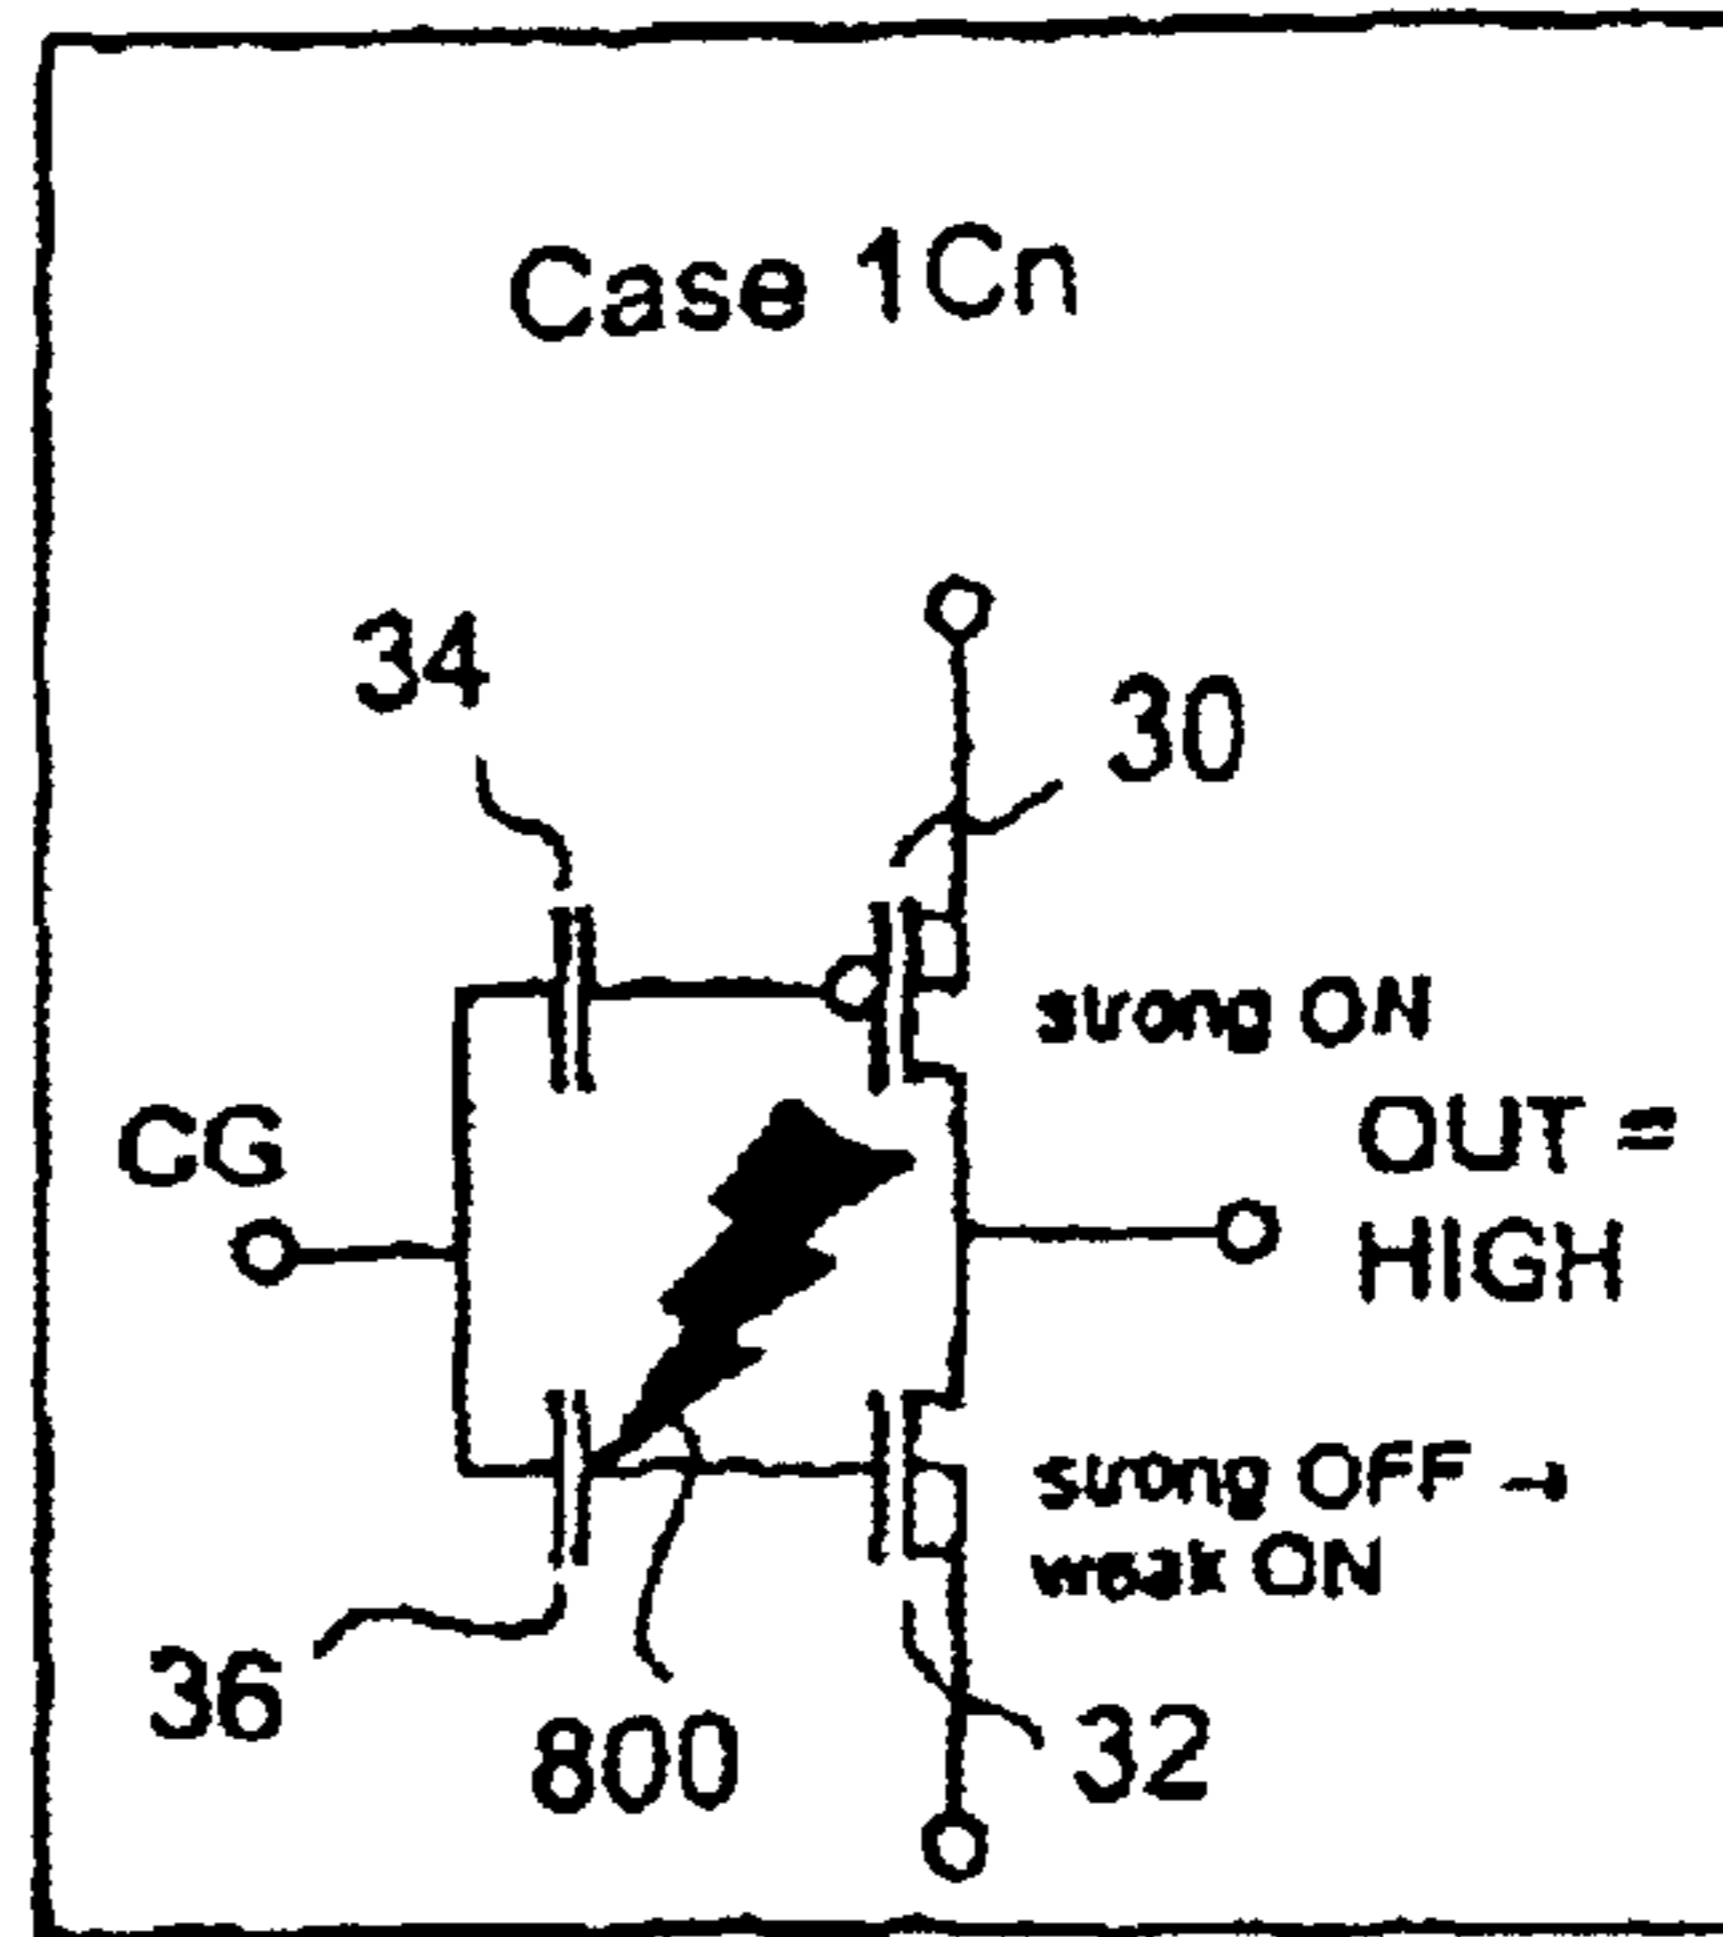 Case 1Cn
34
30
strong ON
CG
OUT =
HIGH
strong OFF →
weak ON
36
800
32